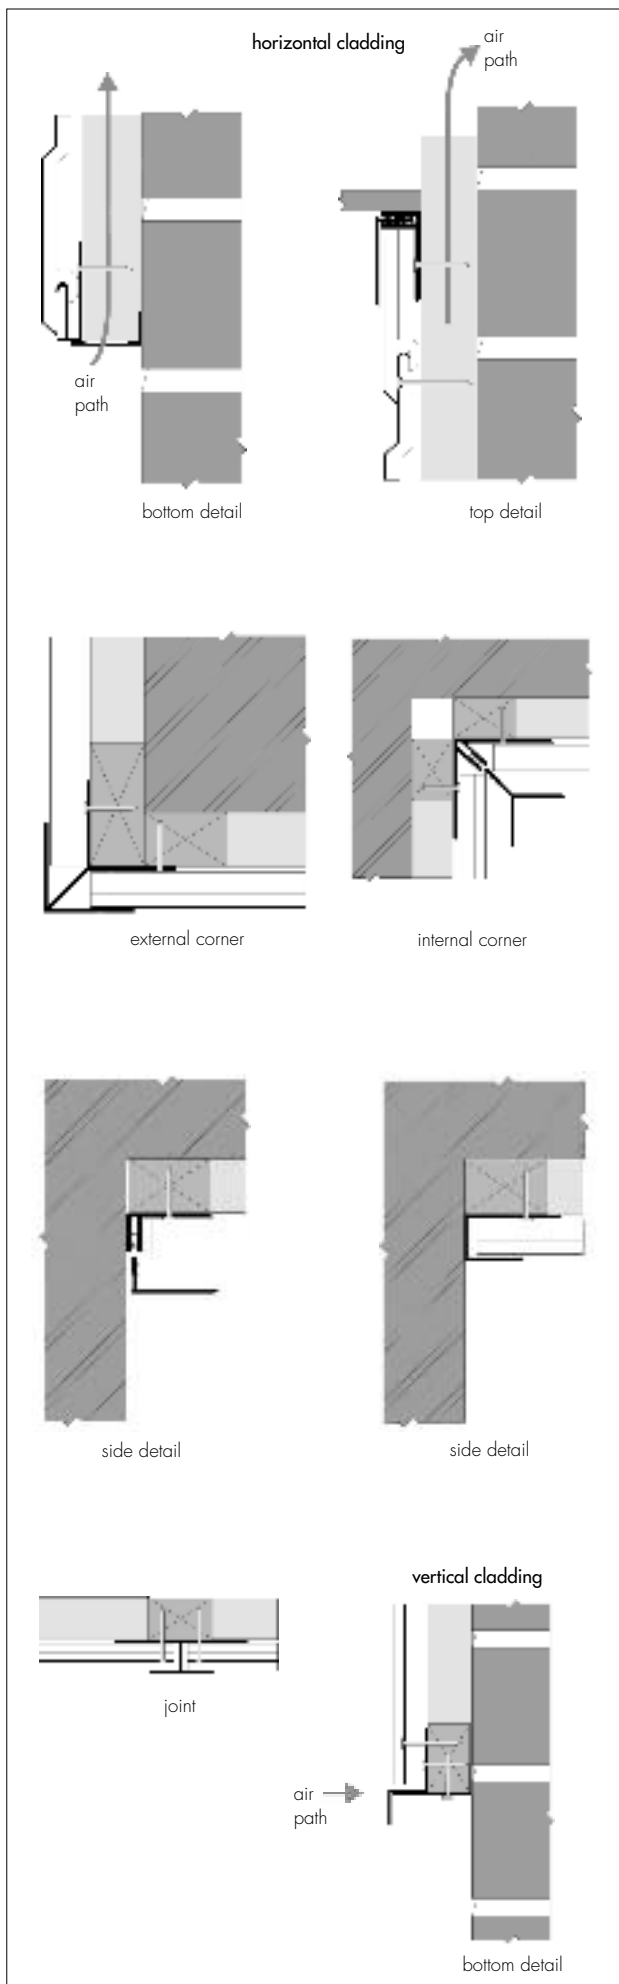 horizontal cladding
air
path
air
path
bottom detail
top detail
external corner
internal corner
side detail
side detail
vertical cladding
joint
air
path
bottom detail